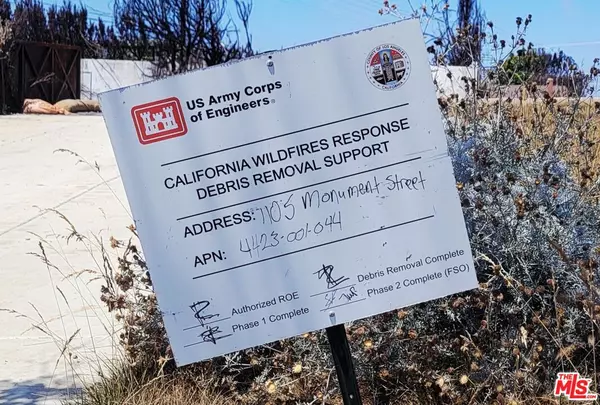 US Army Corps
of Engineers®
CALIFORNIA WILDFIRES RESPONSE
DEBRIS REMOVAL SUPPORT
ADDRESS: Monument Street
APN: 4423-001-044
Authorized ROE
Phase 1 Complete
Debris Removal Complete
Phase 2 Complete (FSO)
THE MLS